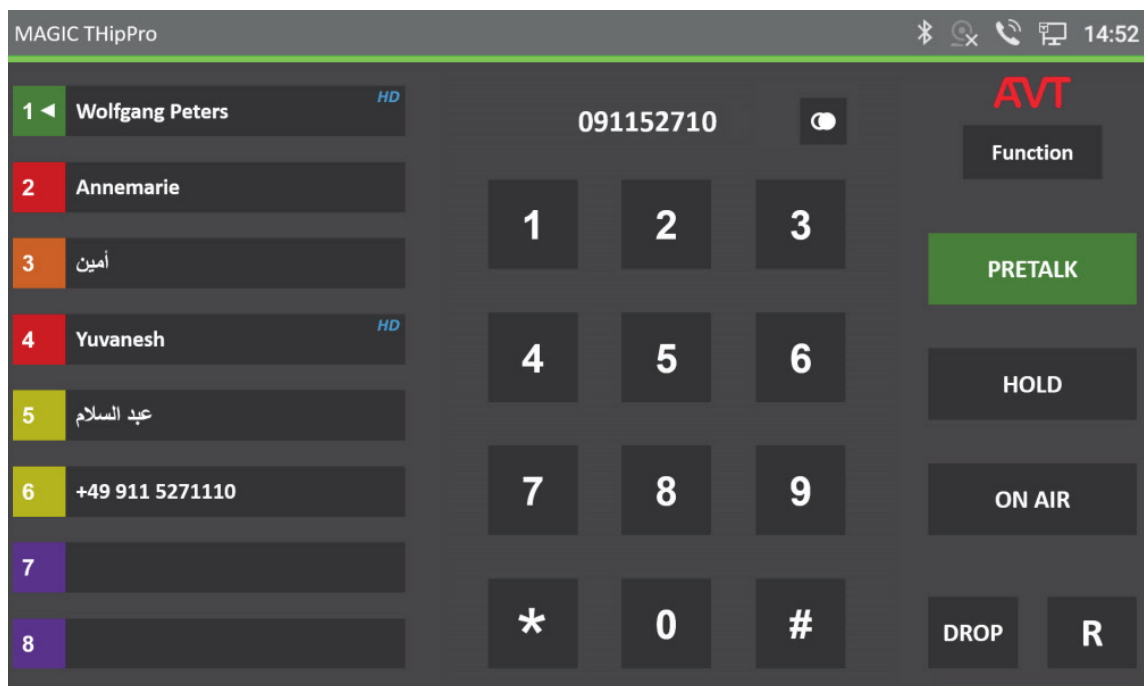 MAGIC THipPro 14:52
1 Wolfgang Peters HD
2 Annemarie
3 أمين
4 Yuvanesh HD
5 عبد السلام
6 +49 911 5271110
7
8
091152710
1 2 3
4 5 6
7 8 9
* 0 #
AVT
Function
PRETALK
HOLD
ON AIR
DROP R